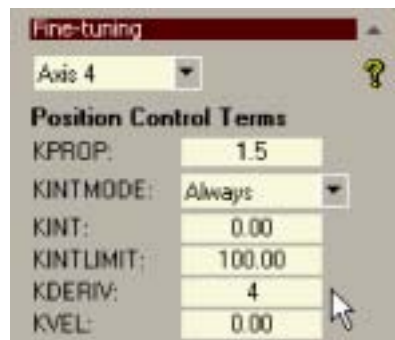 Fine-tuning
Axis 4
Position Control Terms
KPROP: 1.5
KINTMODE: Always
KINT: 0.00
KINTLIMIT: 100.00
KDERIV: 4
KVEL: 0.00